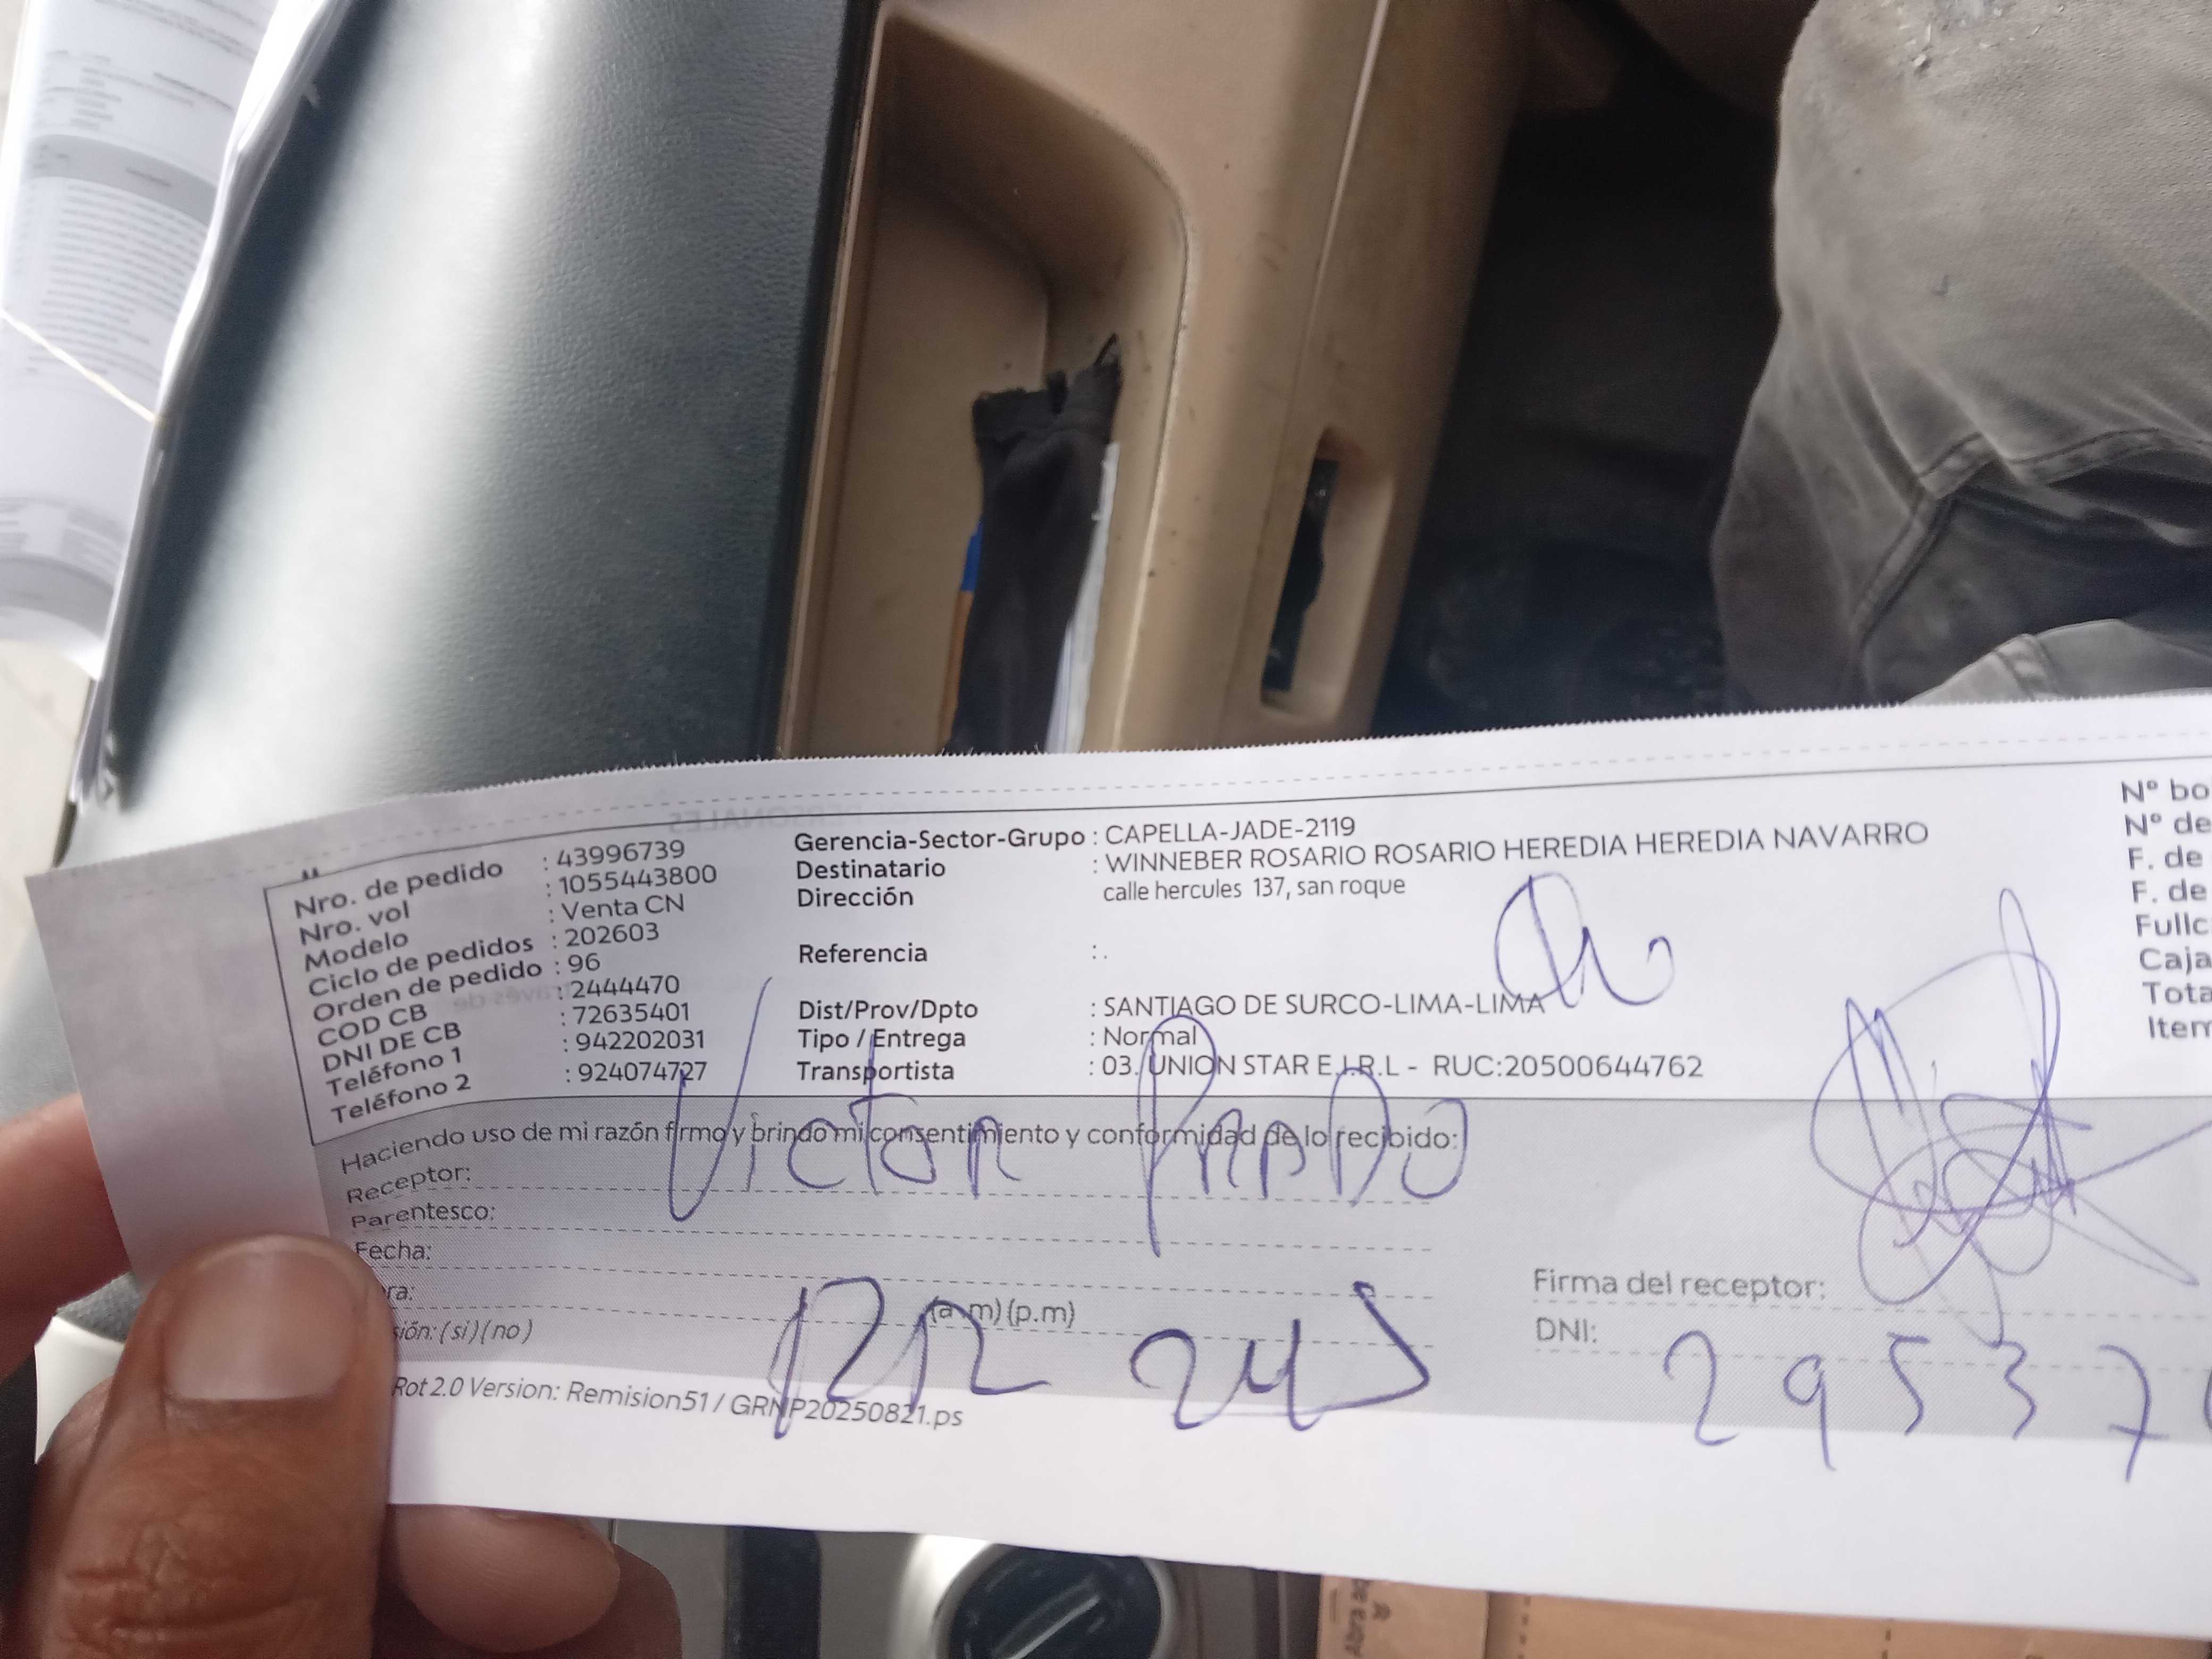 Nro. de pedido : 43996739
Nro. vol : 1055443800
Modelo : Venta CN
Ciclo de pedidos : 202603
Orden de pedido : 96
COD CB : 2444470
DNI DE CB : 72635401
Teléfono 1 : 942202031
Teléfono 2 : 924074727
Gerencia-Sector-Grupo : CAPELLA-JADE-2119
Destinatario : WINNEBER ROSARIO ROSARIO HEREDIA HEREDIA NAVARRO
Dirección calle hercules 137, san roque
Referencia : .
Dist/Prov/Dpto : SANTIAGO DE SURCO-LIMA-LIMA
Tipo / Entrega : Normal
Transportista : 03. UNION STAR E.I.R.L - RUC:20500644762
Nº bo
Nº de
F. de
F. de
Fullc
Caja
Tota
Item
Haciendo uso de mi razón firmo y brindo mi consentimiento y conformidad de lo recibido:
Receptor: Victor PRADO
Parentesco:
Fecha:
ra: (a.m)(p.m)
sión: (si)(no)
Firma del receptor:
DNI: 29537
Rot 2.0 Version: Remision51 / GRNP20250821.ps
Abra aq